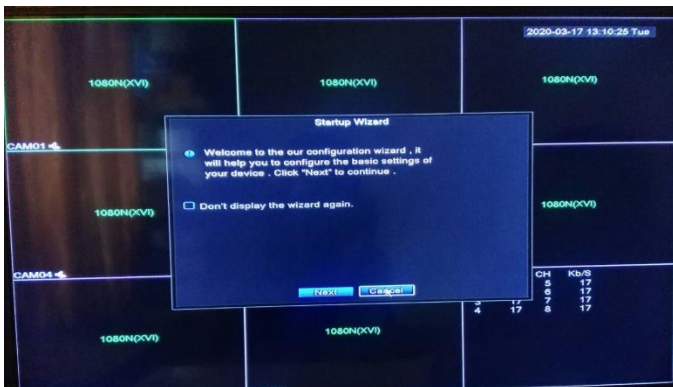 2020-03-17 13:10:25 Tue
1080N(XVI)
1080N(XVI)
1080N(XVI)
Startup Wizard
Welcome to the our configuration wizard , it
will help you to configure the basic settings of
your device . Click "Next" to continue .
CAM01
Don't display the wizard again.
1080N(XVI)
1080N(XVI)
CAM04
Next
Cancel
CH Kb/S
5 17
6 17
17 7 17
4 17 8 17
1080N(XVI)
1080N(XVI)